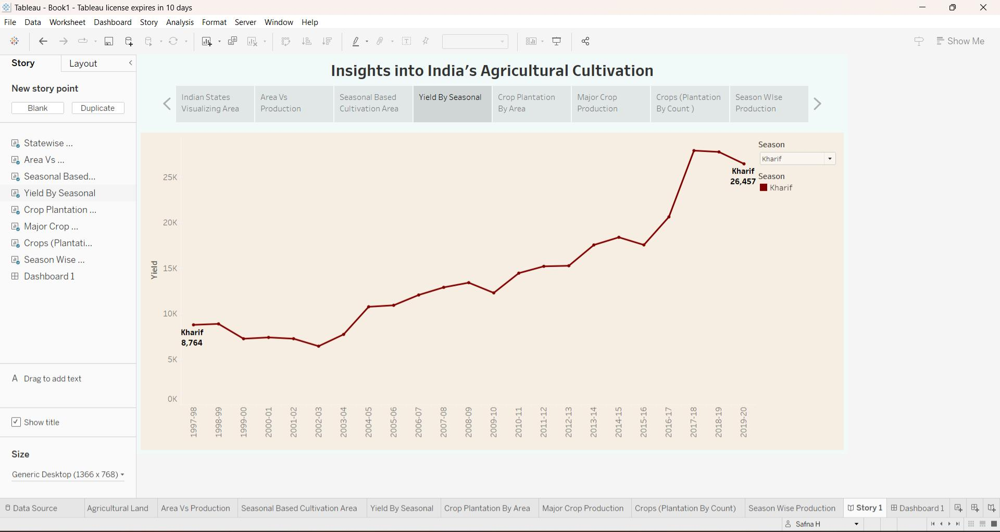 Tableau - Book1 - Tableau license expires in 10 days
File Data Worksheet Dashboard Story Analysis Format Server Window Help
Show Me
Story
Layout
New story point
Blank
Duplicate
Statewise ...
Area Vs ...
Seasonal Based...
Yield By Seasonal
Crop Plantation ...
Major Crop ...
Crops (Plantati...
Season Wise ...
Dashboard 1
A Drag to add text
Show title
Size
Generic Desktop (1366 x 768)
Insights into India's Agricultural Cultivation
Indian States
Visualizing Area
Area Vs
Production
Seasonal Based
Cultivation Area
Yield By Seasonal
Crop Plantation
By Area
Major Crop
Production
Crops (Plantation
By Count )
Season WIse
Production
Yield
25K
20K
15K
10K
5K
0K
Kharif
8,764
Kharif
26,457
Season
Kharif
Season
Kharif
1997-98
1998-99
1999-00
2000-01
2001-02
2002-03
2003-04
2004-05
2005-06
2006-07
2007-08
2008-09
2009-10
2010-11
2011-12
2012-13
2013-14
2014-15
2015-16
2016-17
2017-18
2018-19
2019-20
Data Source
Agricultural Land
Area Vs Production
Seasonal Based Cultivation Area
Yield By Seasonal
Crop Plantation By Area
Major Crop Production
Crops (Plantation By Count)
Season Wise Production
Story 1
Dashboard 1
Safna H